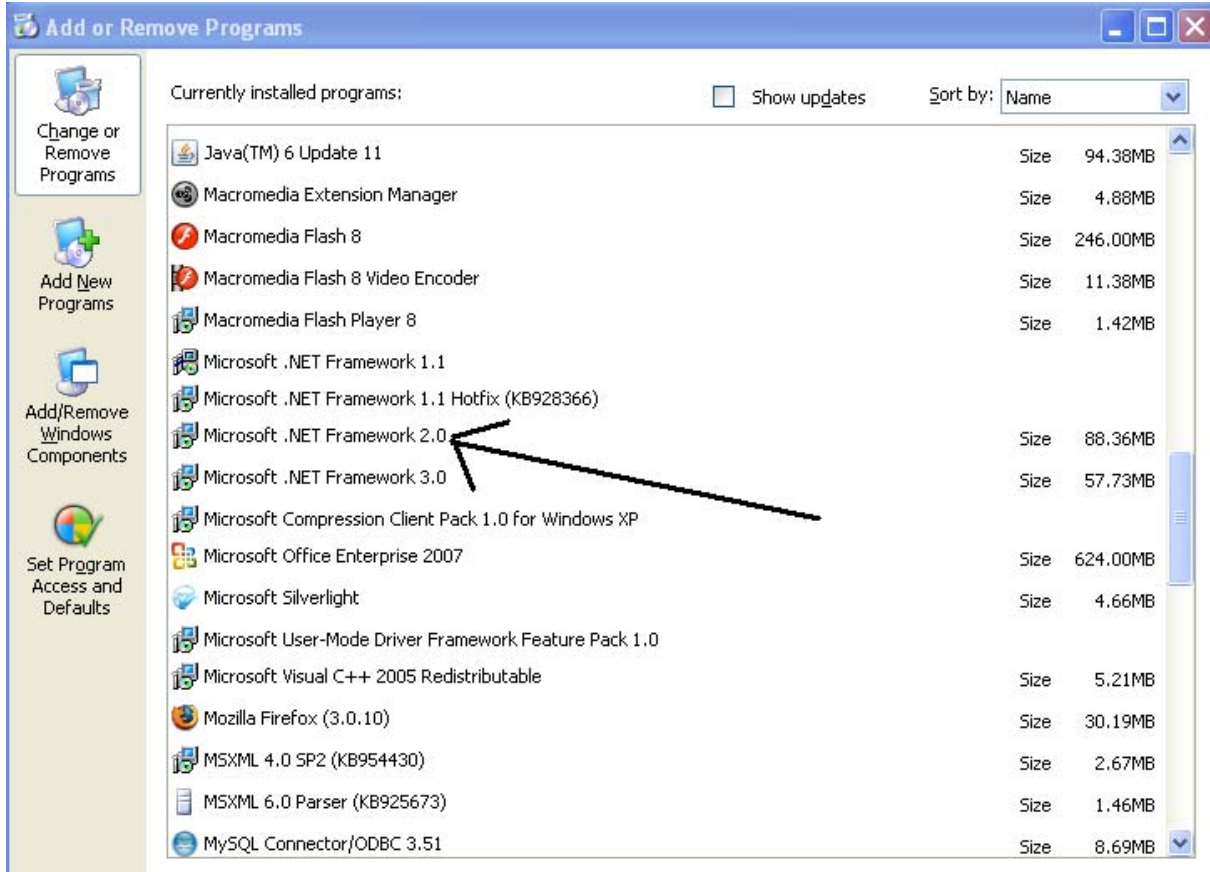 Add or Remove Programs
Change or
Remove
Programs
Add New
Programs
Add/Remove
Windows
Components
Set Program
Access and
Defaults
Currently installed programs:
Show updates
Sort by: Name
Java(TM) 6 Update 11 Size 94.38MB
Macromedia Extension Manager Size 4.88MB
Macromedia Flash 8 Size 246.00MB
Macromedia Flash 8 Video Encoder Size 11.38MB
Macromedia Flash Player 8 Size 1.42MB
Microsoft .NET Framework 1.1
Microsoft .NET Framework 1.1 Hotfix (KB928366)
Microsoft .NET Framework 2.0 Size 88.36MB
Microsoft .NET Framework 3.0 Size 57.73MB
Microsoft Compression Client Pack 1.0 for Windows XP
Microsoft Office Enterprise 2007 Size 624.00MB
Microsoft Silverlight Size 4.66MB
Microsoft User-Mode Driver Framework Feature Pack 1.0
Microsoft Visual C++ 2005 Redistributable Size 5.21MB
Mozilla Firefox (3.0.10) Size 30.19MB
MSXML 4.0 SP2 (KB954430) Size 2.67MB
MSXML 6.0 Parser (KB925673) Size 1.46MB
MySQL Connector/ODBC 3.51 Size 8.69MB